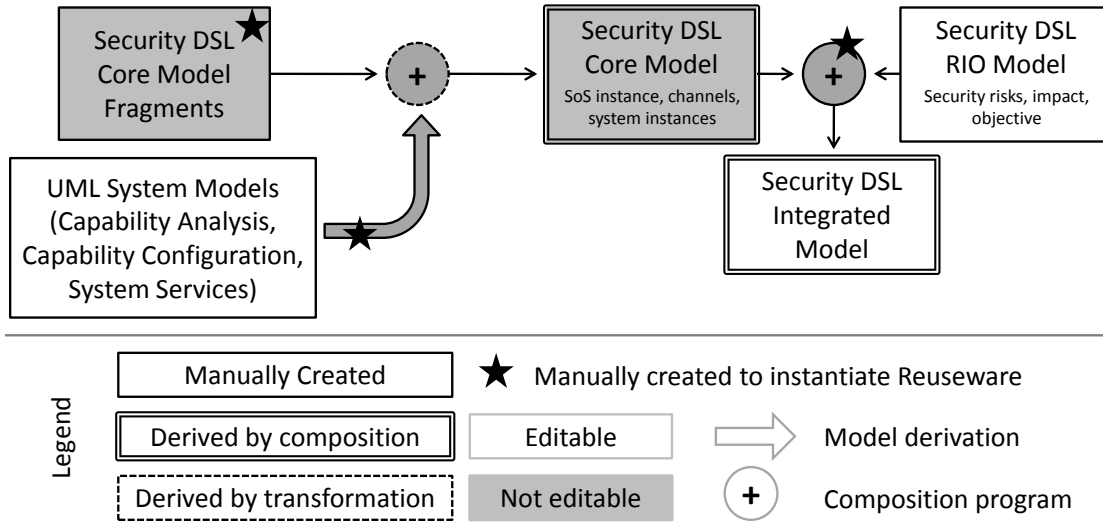 Security DSL
Core Model
Fragments
+
Security DSL
Core Model
SoS instance, channels,
system instances
+
Security DSL
RIO Model
Security risks, impact,
objective
UML System Models
(Capability Analysis,
Capability Configuration,
System Services)
Security DSL
Integrated
Model
Legend
Manually Created
Manually created to instantiate Reuseware
Derived by composition
Editable
Model derivation
Derived by transformation
Not editable
+
Composition program